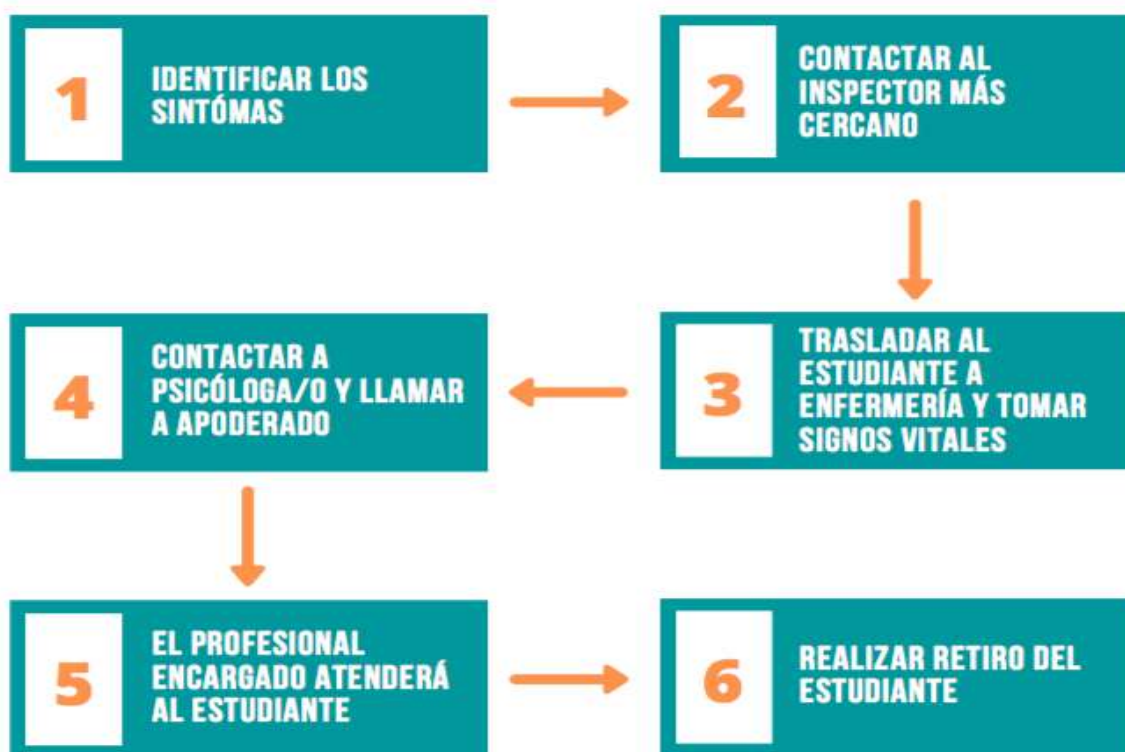 1
IDENTIFICAR LOS
SINTÓMAS
2
CONTACTAR AL
INSPECTOR MÁS
CERCANO
3
TRASLADAR AL
ESTUDIANTE A
ENFERMERÍA Y TOMAR
SIGNOS VITALES
4
CONTACTAR A
PSICÓLOGA/O Y LLAMAR
A APODERADO
5
EL PROFESIONAL
ENCARGADO ATENDERÁ
AL ESTUDIANTE
6
REALIZAR RETIRO DEL
ESTUDIANTE